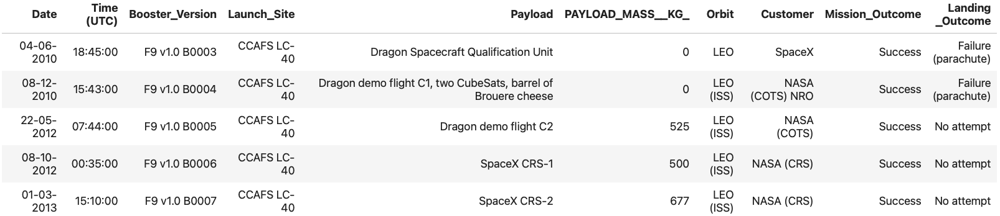 Date Time (UTC) Booster_Version Launch_Site Payload PAYLOAD_MASS__KG_ Orbit Customer Mission_Outcome Landing _Outcome
04-06-2010 18:45:00 F9 v1.0 B0003 CCAFS LC-40 Dragon Spacecraft Qualification Unit 0 LEO SpaceX Success Failure (parachute)
08-12-2010 15:43:00 F9 v1.0 B0004 CCAFS LC-40 Dragon demo flight C1, two CubeSats, barrel of Brouere cheese 0 LEO (ISS) NASA (COTS) NRO Success Failure (parachute)
22-05-2012 07:44:00 F9 v1.0 B0005 CCAFS LC-40 Dragon demo flight C2 525 LEO (ISS) NASA (COTS) Success No attempt
08-10-2012 00:35:00 F9 v1.0 B0006 CCAFS LC-40 SpaceX CRS-1 500 LEO (ISS) NASA (CRS) Success No attempt
01-03-2013 15:10:00 F9 v1.0 B0007 CCAFS LC-40 SpaceX CRS-2 677 LEO (ISS) NASA (CRS) Success No attempt